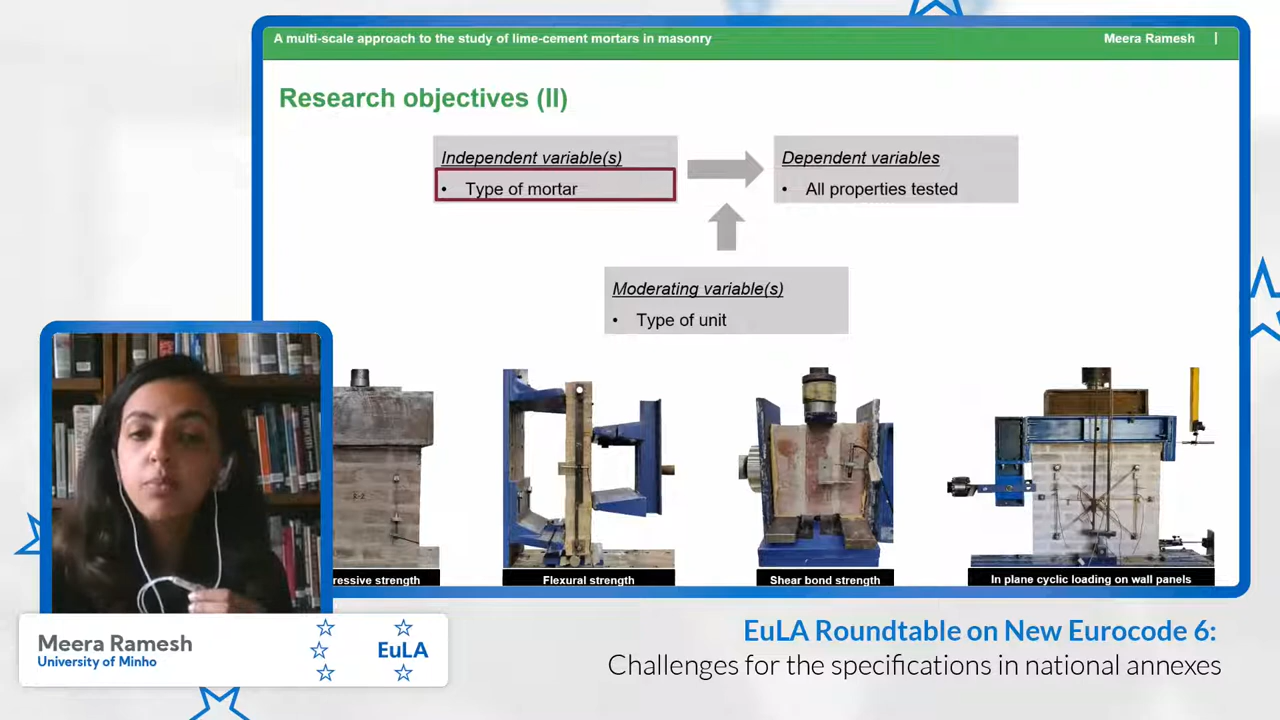 A multi-scale approach to the study of lime-cement mortars in masonry
Meera Ramesh |
Research objectives (II)
Independent variable(s)
• Type of mortar
Dependent variables
• All properties tested
Moderating variable(s)
• Type of unit
ressive strength
Flexural strength
Shear bond strength
In plane cyclic loading on wall panels
Meera Ramesh
University of Minho
EuLA
EuLA Roundtable on New Eurocode 6:
Challenges for the specifications in national annexes